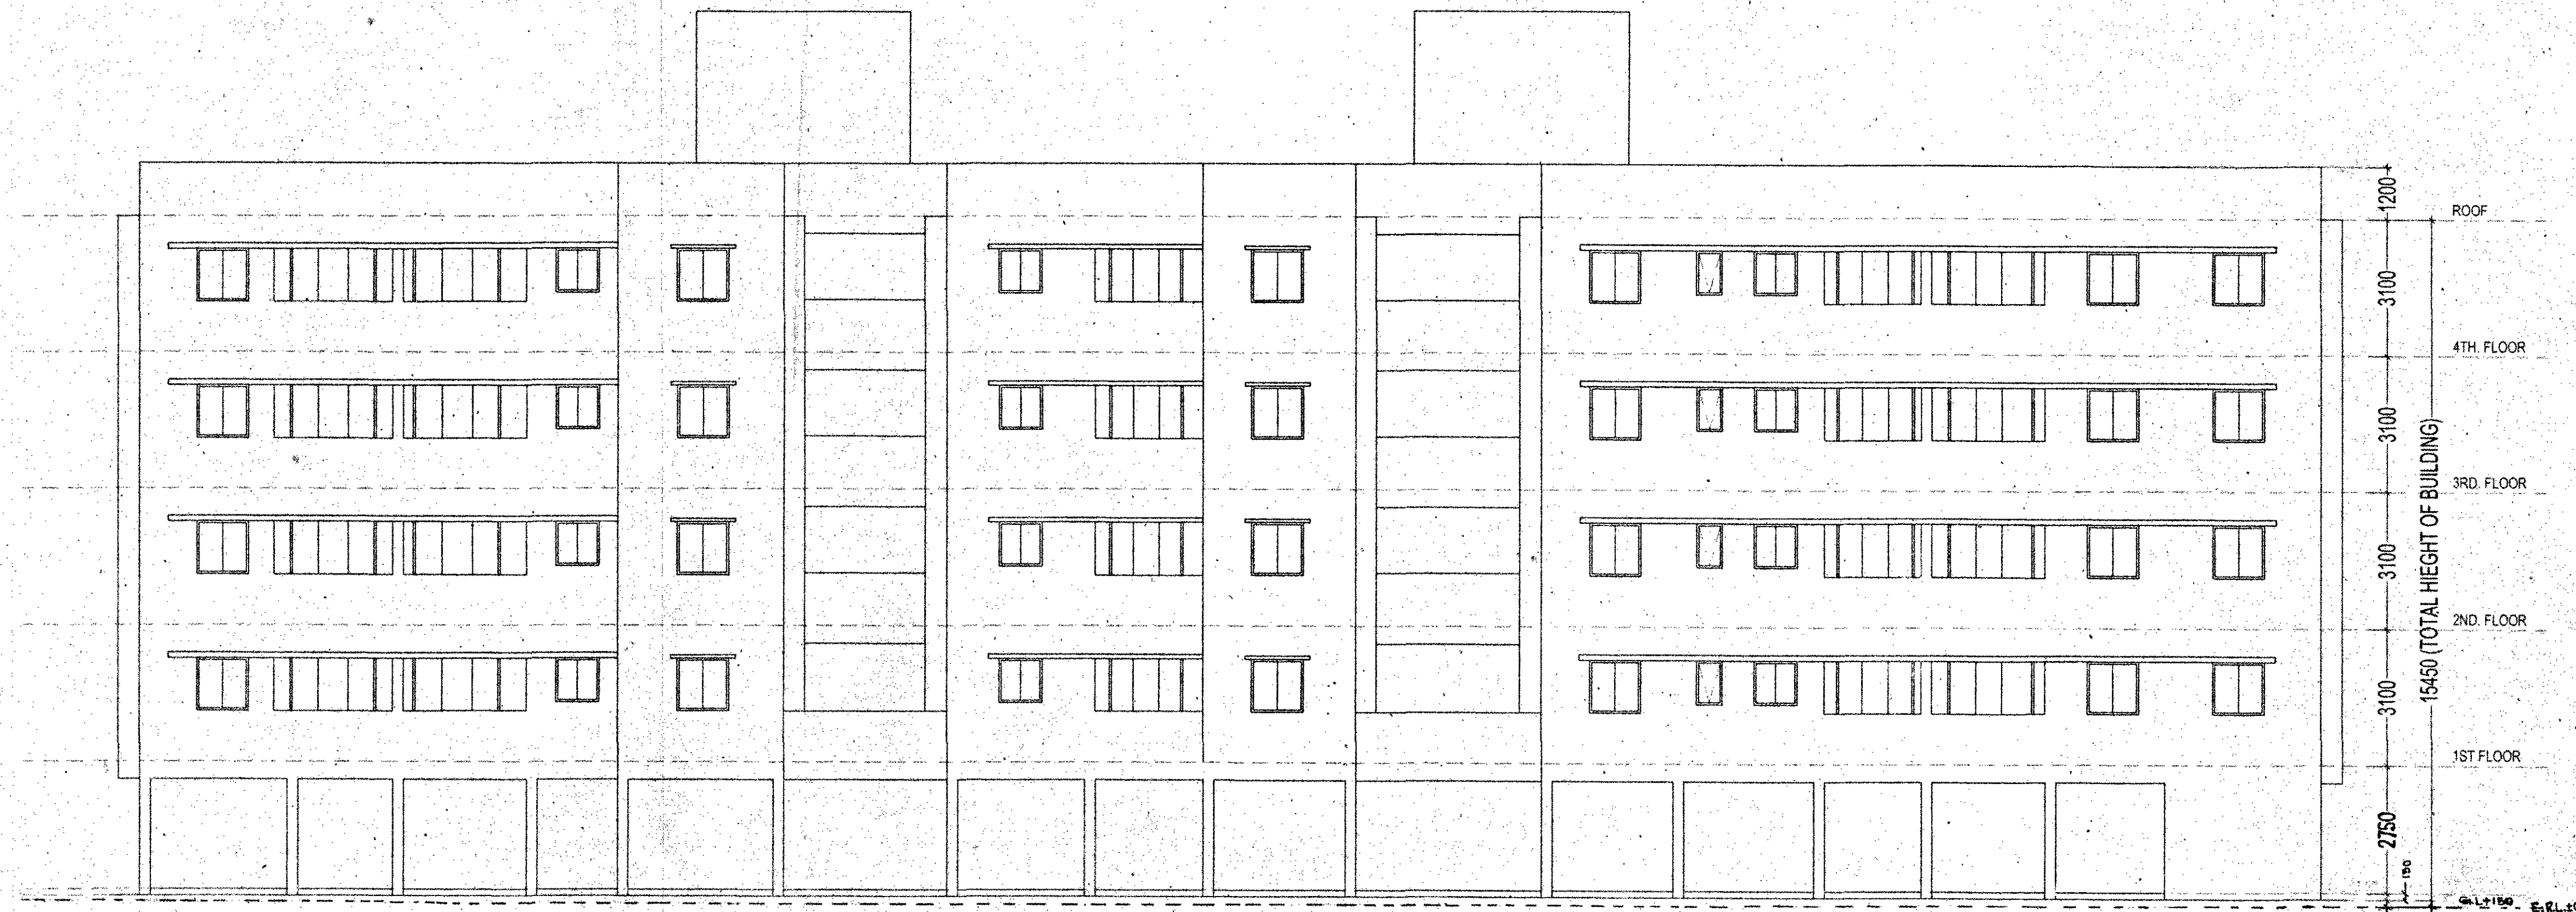 1200
ROOF
3100
4TH. FLOOR
3100
3RD. FLOOR
3100
2ND. FLOOR
3100
1ST FLOOR
2750
150
15450 (TOTAL HIEGHT OF BUILDING)
G.L+150